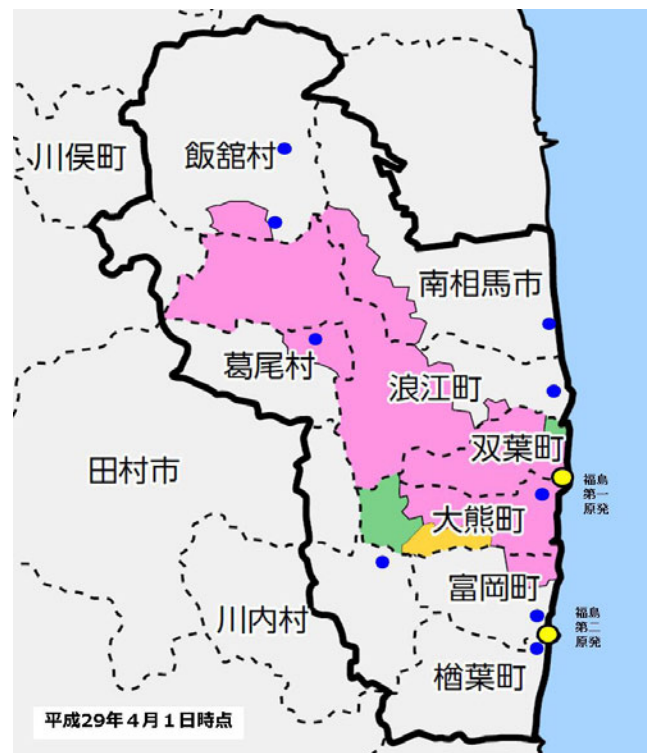 川俣町
飯舘村
南相馬市
葛尾村
浪江町
双葉町
田村市
福島
第一
原発
大熊町
富岡町
川内村
福島
第二
原発
楢葉町
平成29年4月1日時点